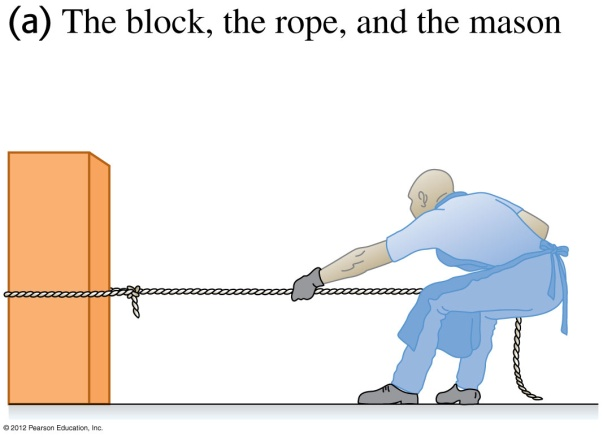 (a) The block, the rope, and the mason
© 2012 Pearson Education, Inc.